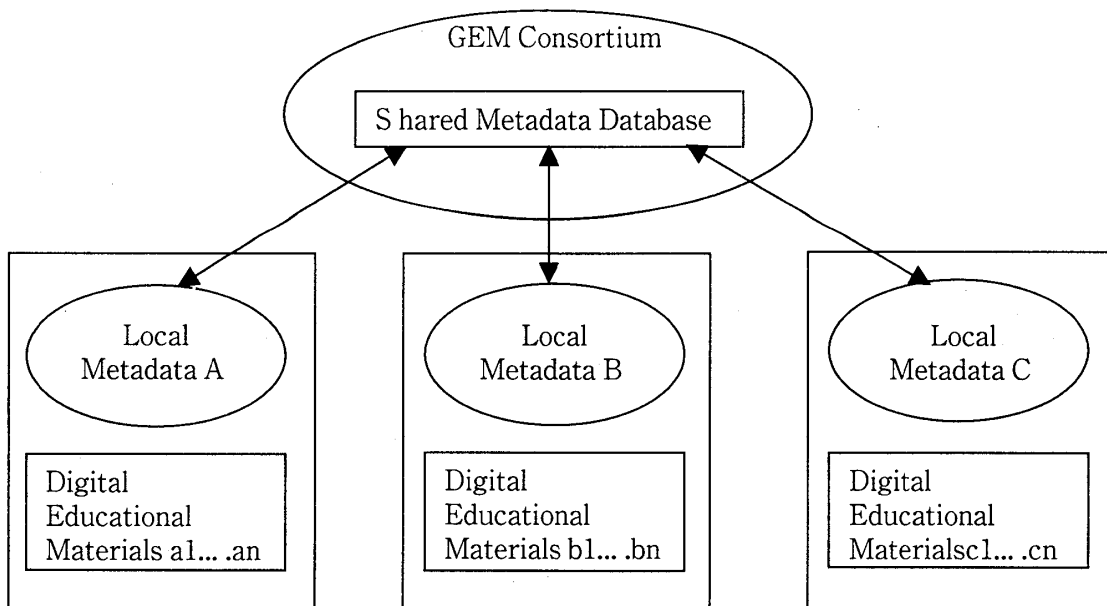 GEM Consortium
S hared Metadata Database
Local
Metadata A
Digital
Educational
Materials a1... .an
Local
Metadata B
Digital
Educational
Materials b1... .bn
Local
Metadata C
Digital
Educational
Materialsc1... .cn